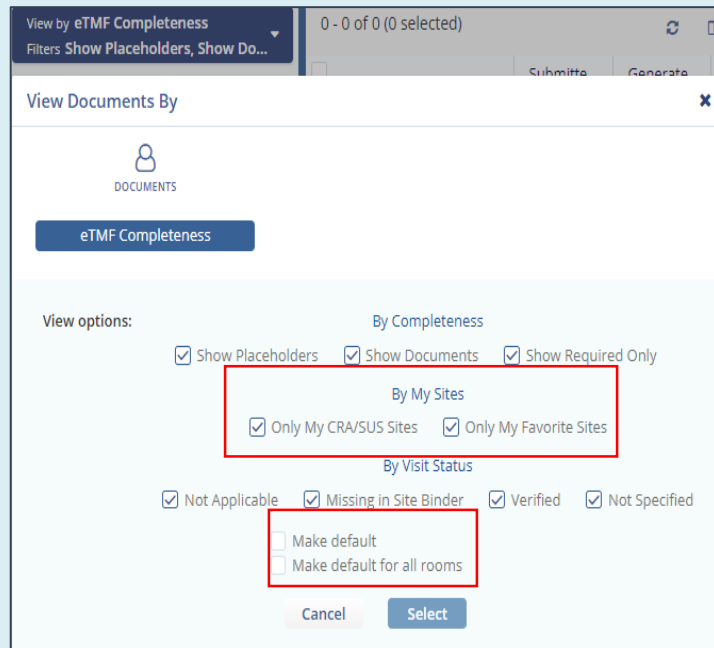 View by eTMF Completeness
Filters Show Placeholders, Show Do...
0 - 0 of 0 (0 selected)
Submitte Generate
View Documents By
DOCUMENTS
eTMF Completeness
View options:
By Completeness
Show Placeholders Show Documents Show Required Only
By My Sites
Only My CRA/SUS Sites Only My Favorite Sites
By Visit Status
Not Applicable Missing in Site Binder Verified Not Specified
Make default
Make default for all rooms
Cancel Select